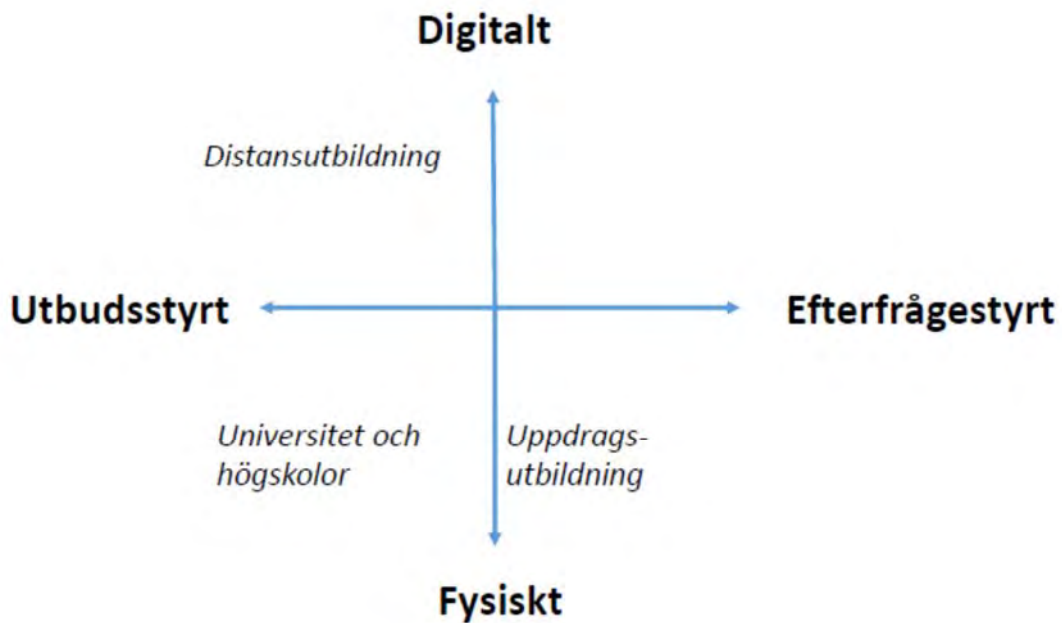 Digitalt
Distansutbildning
Utbudsstyrt
Efterfrågestyrt
Universitet och
högskolor
Uppdrags-
utbildning
Fysiskt